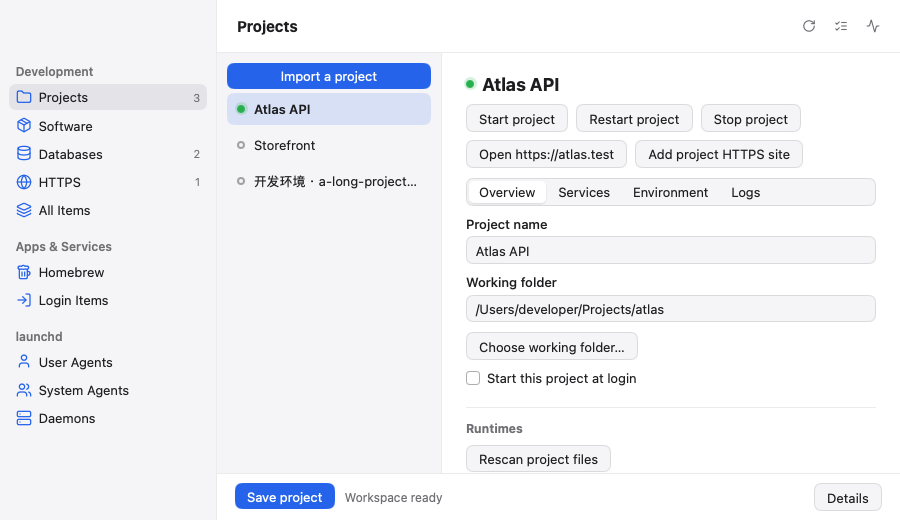 Projects
Development
Projects 3
Software
Databases 2
HTTPS 1
All Items
Apps & Services
Homebrew
Login Items
launchd
User Agents
System Agents
Daemons
Import a project
Atlas API
Storefront
开发环境 · a-long-project...
Atlas API
Start project Restart project Stop project
Open https://atlas.test Add project HTTPS site
Overview Services Environment Logs
Project name
Atlas API
Working folder
/Users/developer/Projects/atlas
Choose working folder...
Start this project at login
Runtimes
Rescan project files
Save project Workspace ready Details